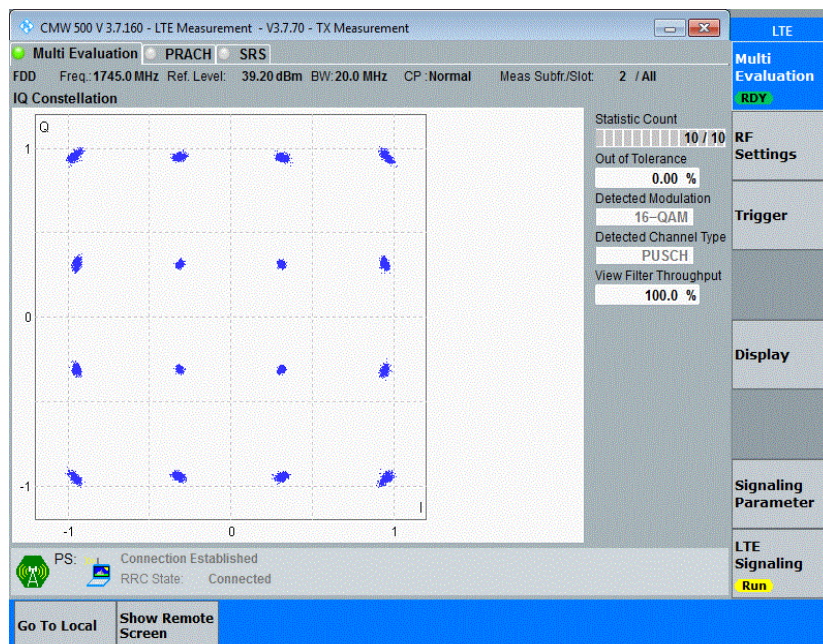 CMW 500 V 3.7.160 - LTE Measurement - V3.7.70 - TX Measurement
LTE
Multi Evaluation PRACH SRS
FDD Freq.: 1745.0 MHz Ref. Level: 39.20 dBm BW: 20.0 MHz CP : Normal Meas Subfr./Slot: 2 / All
IQ Constellation
Q
1
0
-1
I
-1 0 1
Statistic Count
10 / 10
Out of Tolerance
0.00 %
Detected Modulation
16-QAM
Detected Channel Type
PUSCH
View Filter Throughput
100.0 %
Multi
Evaluation
RDY
RF
Settings
Trigger
Display
Signaling
Parameter
LTE
Signaling
Run
PS: Connection Established
RRC State: Connected
Go To Local
Show Remote
Screen